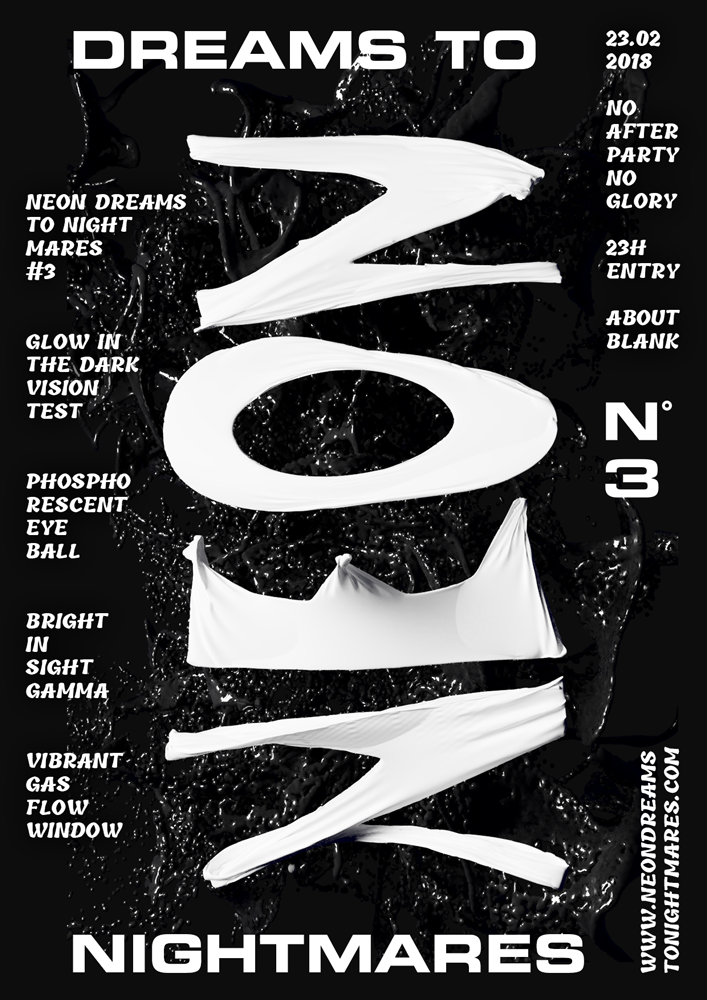 DREAMS TO
NEON
NIGHTMARES
NEON DREAMS
TO NIGHT
MARES
#3
GLOW IN
THE DARK
VISION
TEST
PHOSPHO
RESCENT
EYE
BALL
BRIGHT
IN
SIGHT
GAMMA
VIBRANT
GAS
FLOW
WINDOW
23.02
2018
NO
AFTER
PARTY
NO
GLORY
23H
ENTRY
ABOUT
BLANK
N°
3
WWW.NEONDREAMS
TONIGHTMARES.COM